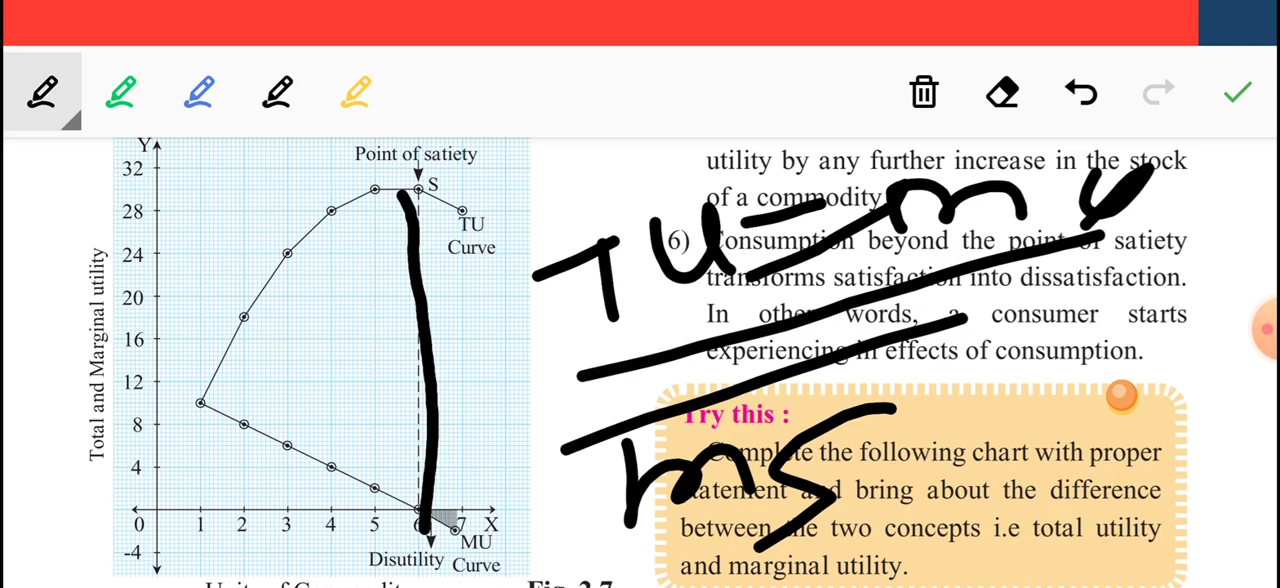 Y
Point of satiety
S
TU
Curve
32
28
24
20
16
12
8
4
0
-4
1 2 3 4 5 6 7 X
Total and Marginal utility
MU
Disutility Curve
utility by any further increase in the stock
of a commodity
6) Consumption beyond the point of satiety
transforms satisfaction into dissatisfaction.
In other words, a consumer starts
experiencing effects of consumption.
Try this :
Complete the following chart with proper
statement and bring about the difference
between the two concepts i.e total utility
and marginal utility.
TU = m